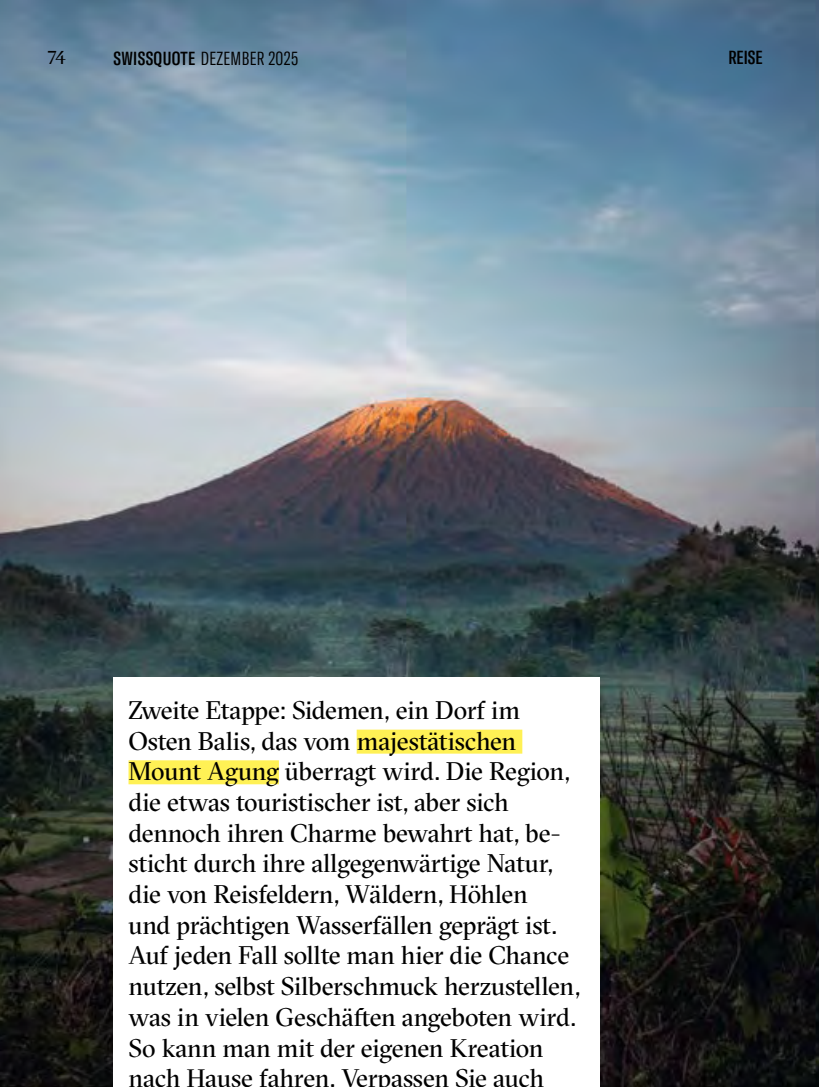 74
SWISSQUOTE DEZEMBER 2025
REISE
Zweite Etappe: Sidemen, ein Dorf im
Osten Balis, das vom majestätischen
Mount Agung überragt wird. Die Region,
die etwas touristischer ist, aber sich
dennoch ihren Charme bewahrt hat, be-
sticht durch ihre allgegenwärtige Natur,
die von Reisfeldern, Wäldern, Höhlen
und prächtigen Wasserfällen geprägt ist.
Auf jeden Fall sollte man hier die Chance
nutzen, selbst Silberschmuck herzustellen,
was in vielen Geschäften angeboten wird.
So kann man mit der eigenen Kreation
nach Hause fahren. Verpassen Sie auch